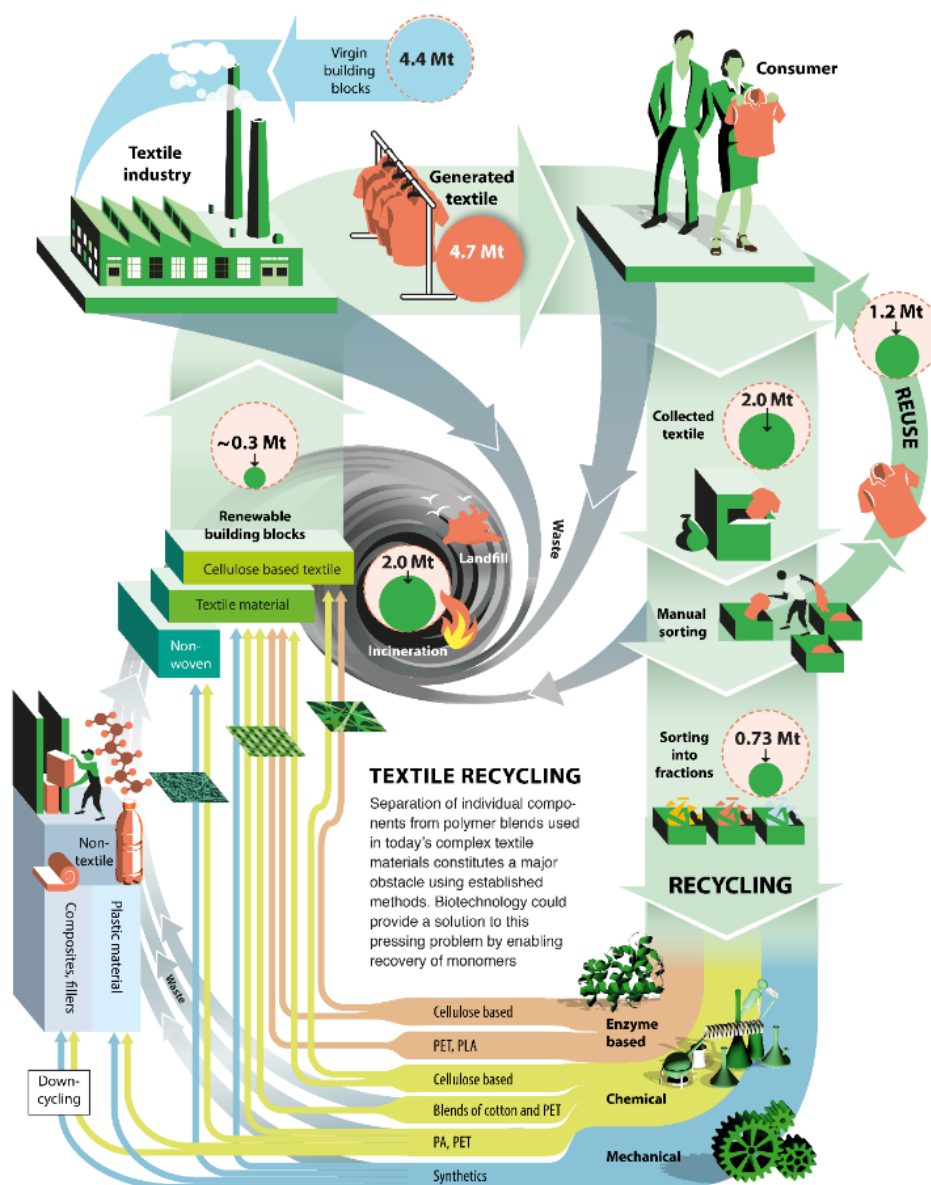 Virgin
building
blocks
4.4 Mt
Consumer
Textile
industry
Generated
textile
4.7 Mt
1.2 Mt
REUSE
Collected
textile
2.0 Mt
~0.3 Mt
Renewable
building blocks
Cellulose based textile
Textile material
Non-
woven
Landfill
2.0 Mt
Incineration
Waste
Manual
sorting
Sorting
into
fractions
0.73 Mt
RECYCLING
TEXTILE RECYCLING
Separation of individual compo-
nents from polymer blends used
in today's complex textile
materials constitutes a major
obstacle using established
methods. Biotechnology could
provide a solution to this
pressing problem by enabling
recovery of monomers
Non-
textile
Composites, fillers
Plastic material
Waste
Down-
cycling
Cellulose based
PET, PLA
Enzyme
based
Cellulose based
Blends of cotton and PET
Chemical
PA, PET
Synthetics
Mechanical